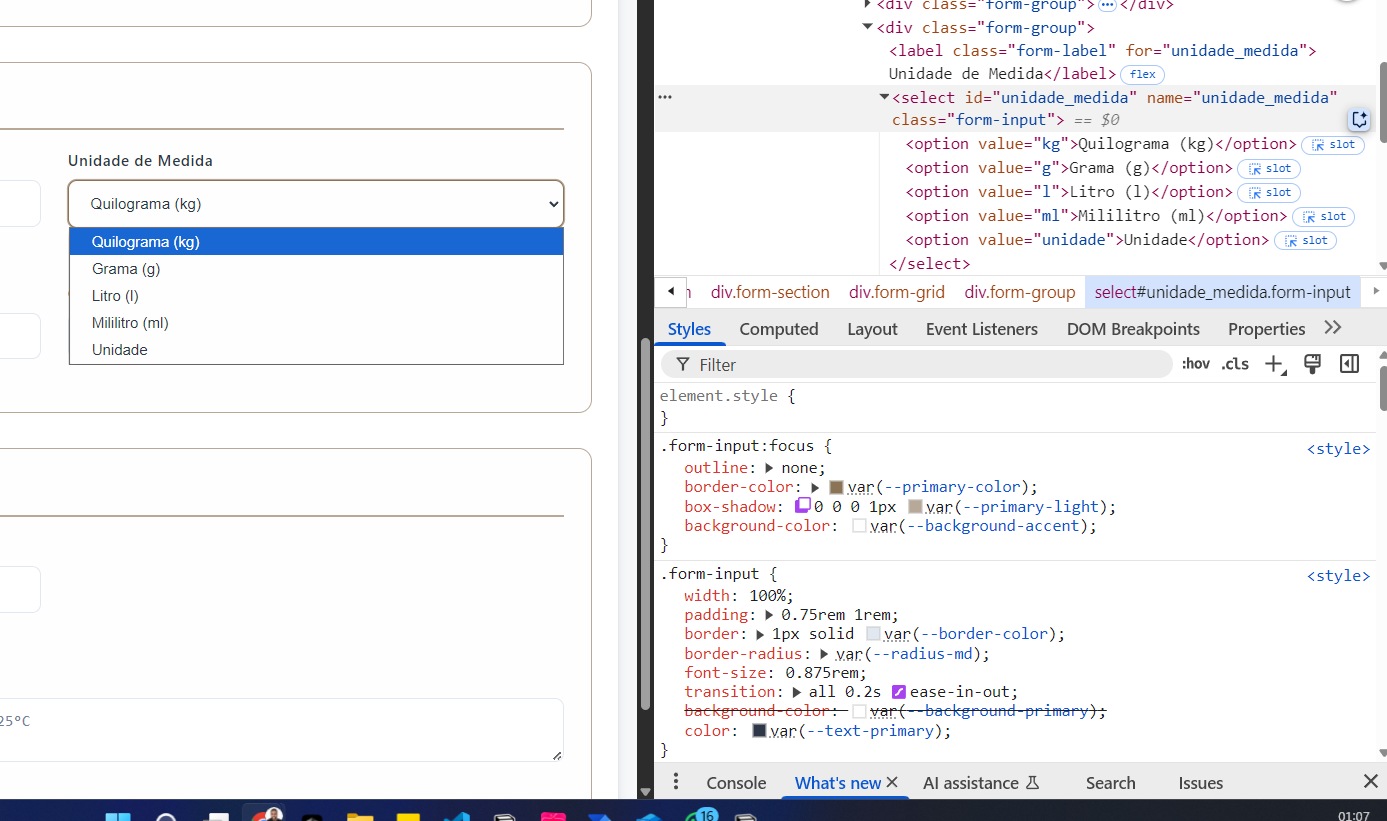 Unidade de Medida
Quilograma (kg)
Quilograma (kg)
Grama (g)
Litro (l)
Mililitro (ml)
Unidade
25°C
<div class="form-group"> ••• </div>
<div class="form-group">
<label class="form-label" for="unidade_medida">
Unidade de Medida</label> flex
<select id="unidade_medida" name="unidade_medida"
class="form-input"> == $0
<option value="kg">Quilograma (kg)</option> slot
<option value="g">Grama (g)</option> slot
<option value="l">Litro (l)</option> slot
<option value="ml">Mililitro (ml)</option> slot
<option value="unidade">Unidade</option> slot
</select>
div.form-section div.form-grid div.form-group select#unidade_medida.form-input
Styles Computed Layout Event Listeners DOM Breakpoints Properties
Filter :hov .cls
element.style {
}
.form-input:focus { <style>
outline: none;
border-color: var(--primary-color);
box-shadow: 0 0 0 1px var(--primary-light);
background-color: var(--background-accent);
}
.form-input { <style>
width: 100%;
padding: 0.75rem 1rem;
border: 1px solid var(--border-color);
border-radius: var(--radius-md);
font-size: 0.875rem;
transition: all 0.2s ease-in-out;
background-color: var(--background-primary);
color: var(--text-primary);
}
Console What's new AI assistance Search Issues
16
01:07